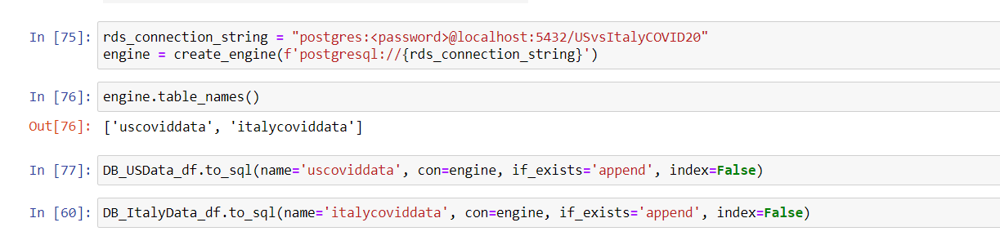 In [75]: rds_connection_string = "postgres:<password>@localhost:5432/USvsItalyCOVID20"
engine = create_engine(f'postgresql://{rds_connection_string}')
In [76]: engine.table_names()
Out[76]: ['uscoviddata', 'italycoviddata']
In [77]: DB_USData_df.to_sql(name='uscoviddata', con=engine, if_exists='append', index=False)
In [60]: DB_ItalyData_df.to_sql(name='italycoviddata', con=engine, if_exists='append', index=False)